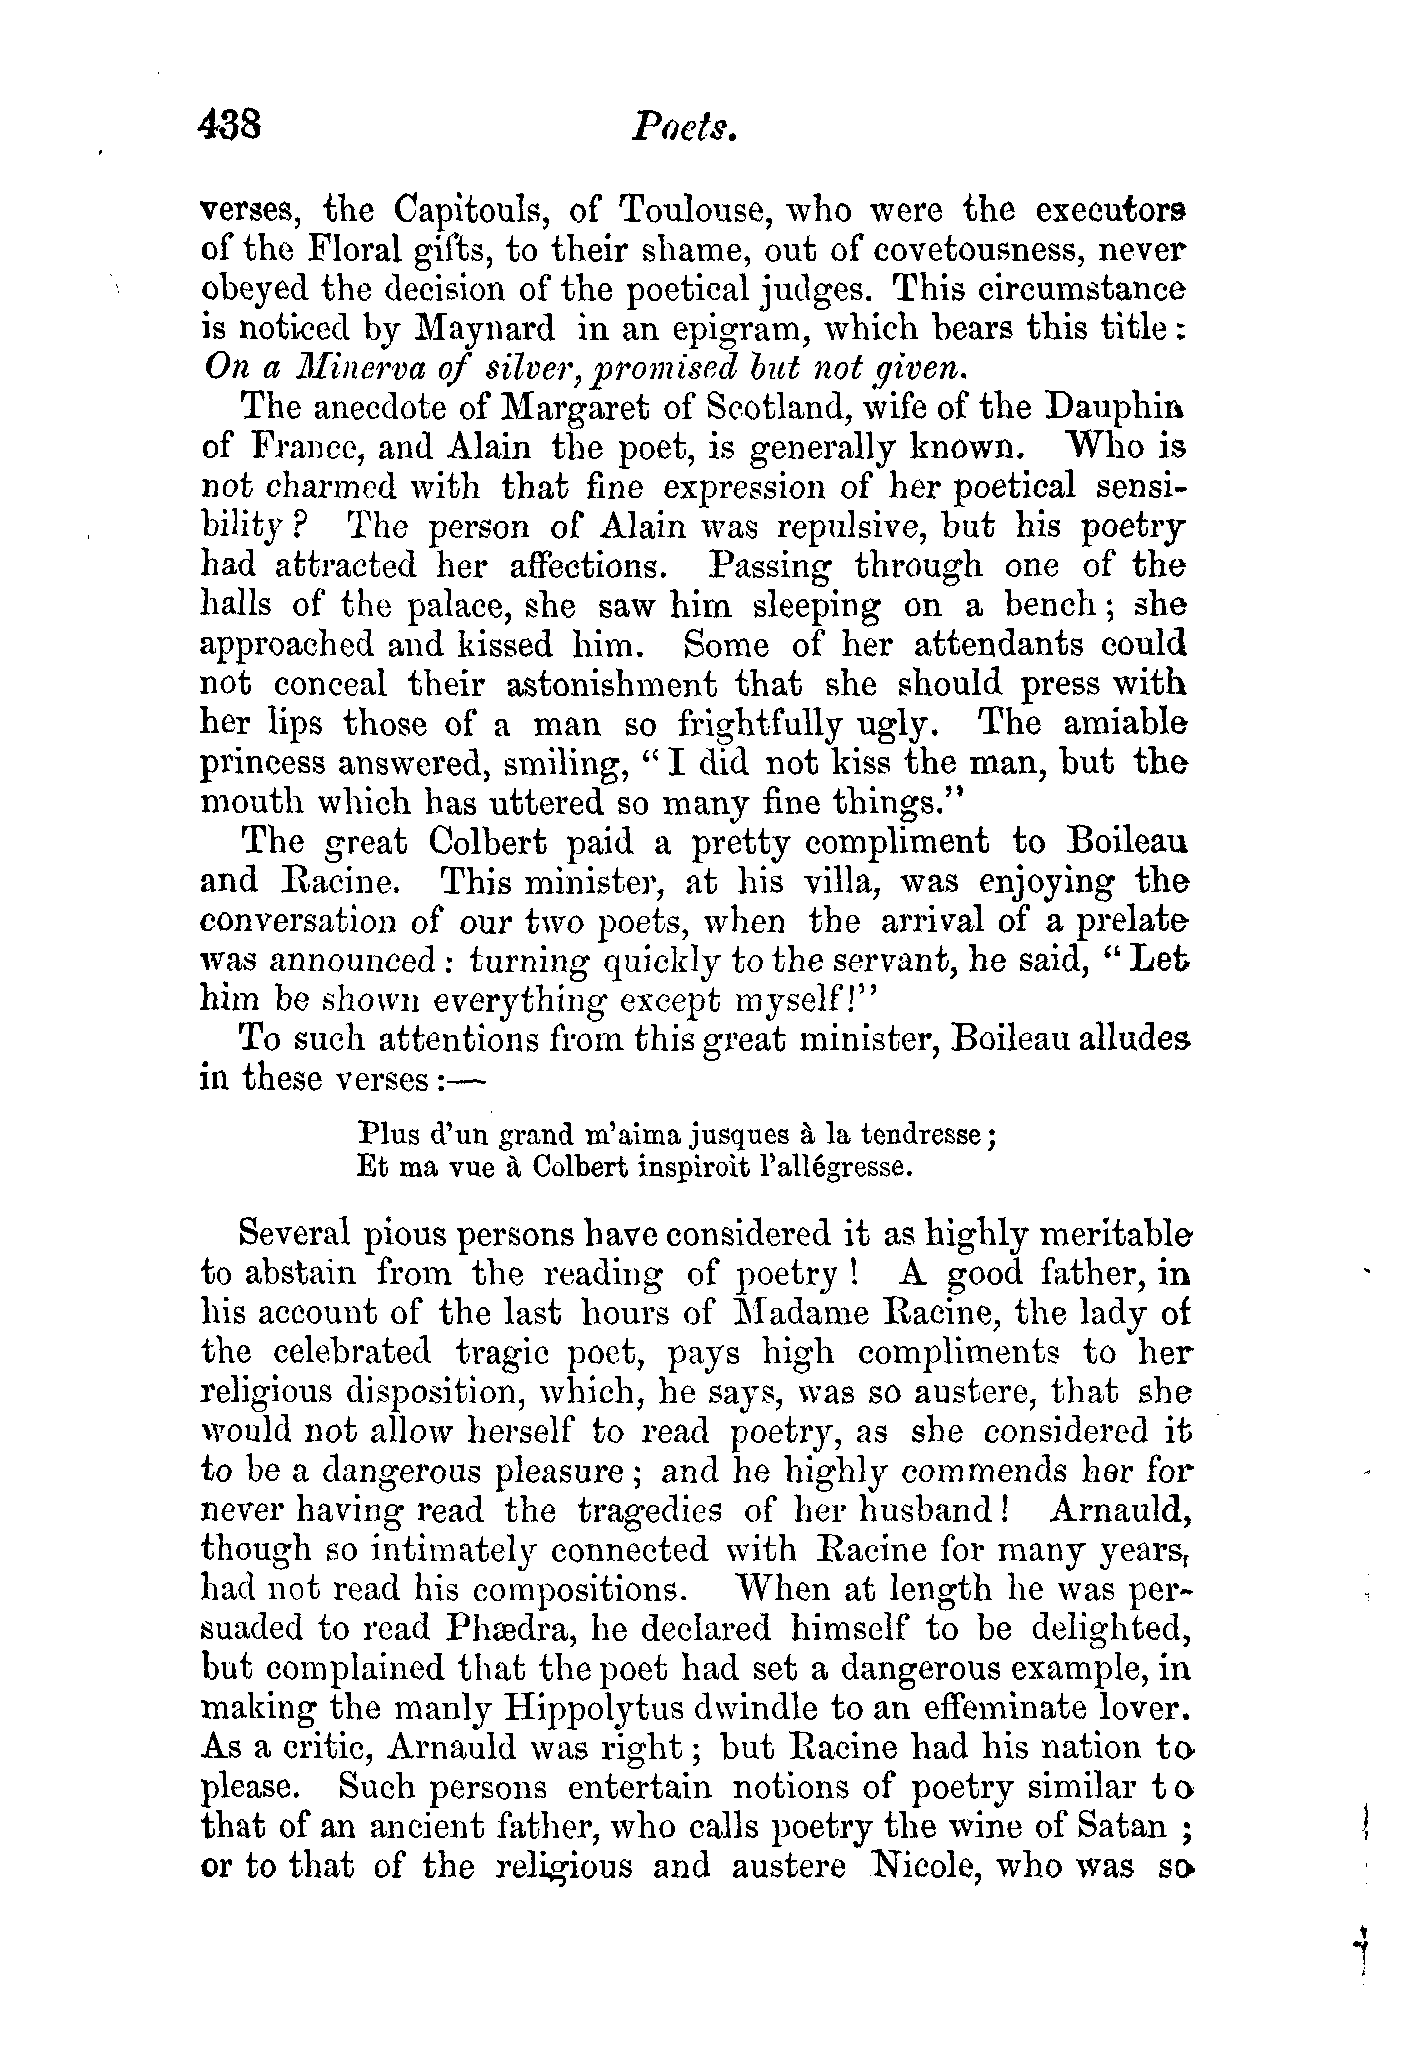 438 Poets.
verses, the Capitouls, of Toulouse, who were the executors
of the Floral gifts, to their shame, out of covetousness, never
obeyed the decision of the poetical judges. This circumstance
is noticed by Maynard in an epigram, which bears this title:
On a Minerva of silver, promised but not given.
The anecdote of Margaret of Scotland, wife of the Dauphin
of France, and Alain the poet, is generally known. Who is
not charmed with that fine expression of her poetical sensi-
bility? The person of Alain was repulsive, but his poetry
had attracted her affections. Passing through one of the
halls of the palace, she saw him sleeping on a bench; she
approached and kissed him. Some of her attendants could
not conceal their astonishment that she should press with
her lips those of a man so frightfully ugly. The amiable
princess answered, smiling, "I did not kiss the man, but the
mouth which has uttered so many fine things."
The great Colbert paid a pretty compliment to Boileau
and Racine. This minister, at his villa, was enjoying the
conversation of our two poets, when the arrival of a prelate
was announced: turning quickly to the servant, he said, "Let
him be shown everything except myself!"
To such attentions from this great minister, Boileau alludes
in these verses:—
Plus d'un grand m'aima jusques à la tendresse;
Et ma vue à Colbert inspiroit l'allégresse.
Several pious persons have considered it as highly meritable
to abstain from the reading of poetry! A good father, in
his account of the last hours of Madame Racine, the lady of
the celebrated tragic poet, pays high compliments to her
religious disposition, which, he says, was so austere, that she
would not allow herself to read poetry, as she considered it
to be a dangerous pleasure; and he highly commends her for
never having read the tragedies of her husband! Arnauld,
though so intimately connected with Racine for many years,
had not read his compositions. When at length he was per-
suaded to read Phædra, he declared himself to be delighted,
but complained that the poet had set a dangerous example, in
making the manly Hippolytus dwindle to an effeminate lover.
As a critic, Arnauld was right; but Racine had his nation to
please. Such persons entertain notions of poetry similar to
that of an ancient father, who calls poetry the wine of Satan;
or to that of the religious and austere Nicole, who was so